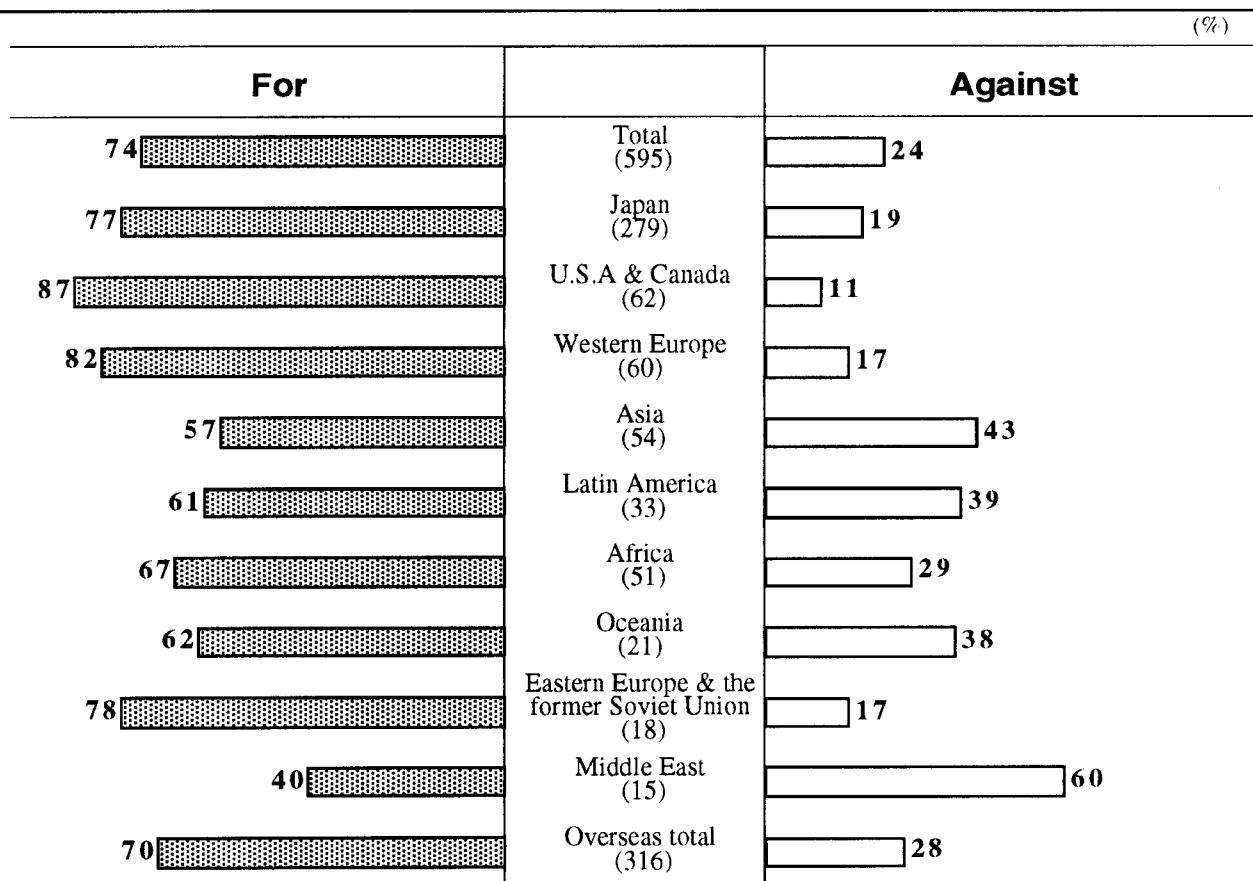 (%)
For Against
74 Total 24
(595)
77 Japan 19
(279)
87 U.S.A & Canada 11
(62)
82 Western Europe 17
(60)
57 Asia 43
(54)
61 Latin America 39
(33)
67 Africa 29
(51)
62 Oceania 38
(21)
Eastern Europe & the
78 former Soviet Union 17
(18)
40 Middle East 60
(15)
70 Overseas total 28
(316)